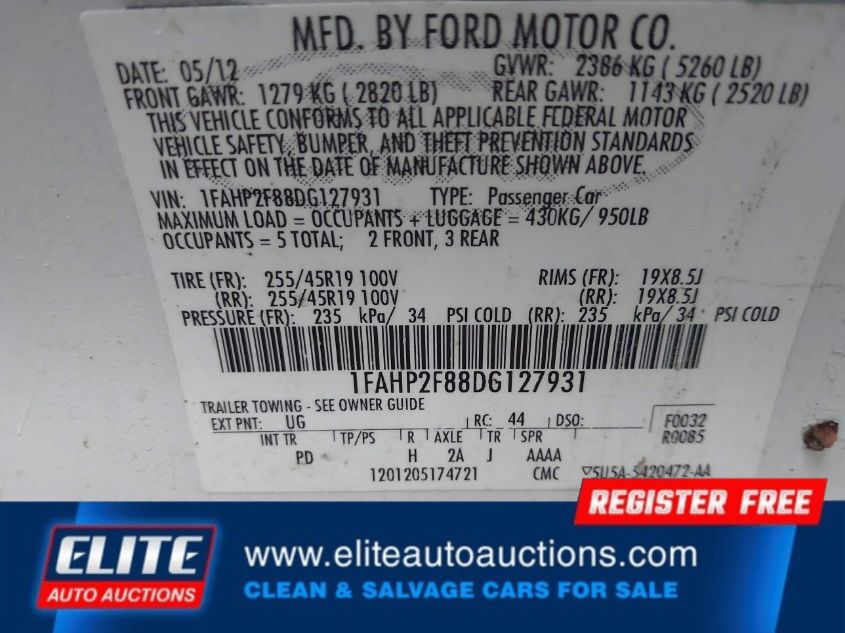 MFD. BY FORD MOTOR CO.
DATE: 05/12 GVWR: 2386 KG ( 5260 LB)
FRONT GAWR: 1279 KG ( 2820 LB) REAR GAWR: 1143 KG ( 2520 LB)
THIS VEHICLE CONFORMS TO ALL APPLICABLE FEDERAL MOTOR
VEHICLE SAFETY, BUMPER, AND THEFT PREVENTION STANDARDS
IN EFFECT ON THE DATE OF MANUFACTURE SHOWN ABOVE.
VIN: 1FAHP2F88DG127931 TYPE: Passenger Car
MAXIMUM LOAD = OCCUPANTS + LUGGAGE = 430KG/ 950LB
OCCUPANTS = 5 TOTAL; 2 FRONT, 3 REAR
TIRE (FR): 255/45R19 100V RIMS (FR): 19X8.5J
(RR): 255/45R19 100V (RR): 19X8.5J
PRESSURE (FR): 235 kPa/ 34 PSI COLD (RR): 235 kPa/ 34 PSI COLD
1FAHP2F88DG127931
TRAILER TOWING - SEE OWNER GUIDE
EXT PNT: UG RC: 44 DSO: F0032
INT TR TP/PS R AXLE TR SPR R0085
PD H 2A J AAAA
1201205174721 CMC 5U5A-5420472-AA
REGISTER FREE
ELITE
AUTO AUCTIONS
www.eliteautoauctions.com
CLEAN & SALVAGE CARS FOR SALE